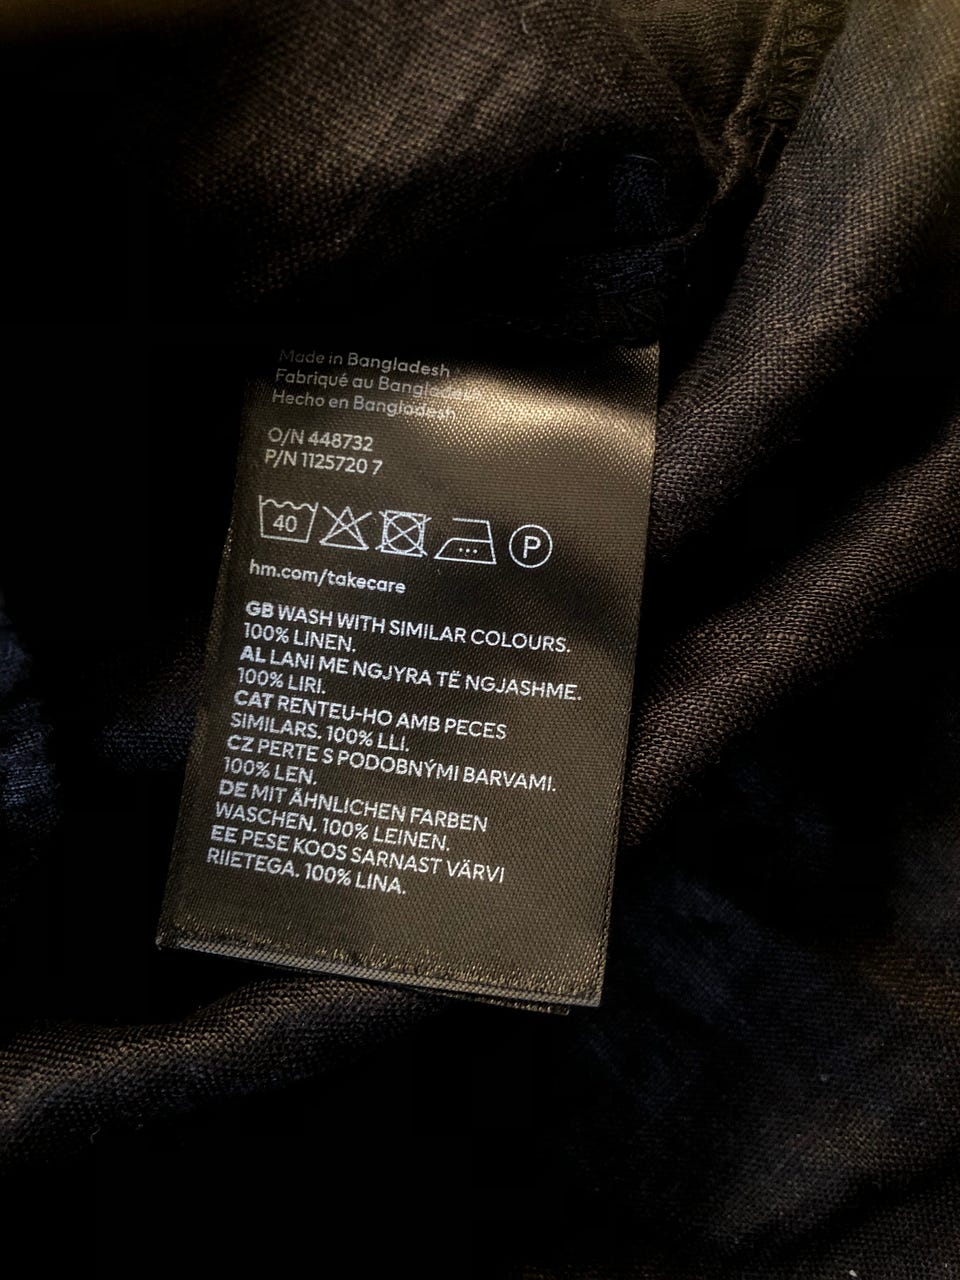 Made in Bangladesh
Fabriqué au Bangladesh
Hecho en Bangladesh
O/N 448732
P/N 1125720 7
40 P
hm.com/takecare
GB WASH WITH SIMILAR COLOURS.
100% LINEN.
AL LANI ME NGJYRA TË NGJASHME.
100% LIRI.
CAT RENTEU-HO AMB PECES
SIMILARS. 100% LLI.
CZ PERTE S PODOBNÝMI BARVAMI.
100% LEN.
DE MIT ÄHNLICHEN FARBEN
WASCHEN. 100% LEINEN.
EE PESE KOOS SARNAST VÄRVI
RIIETEGA. 100% LINA.